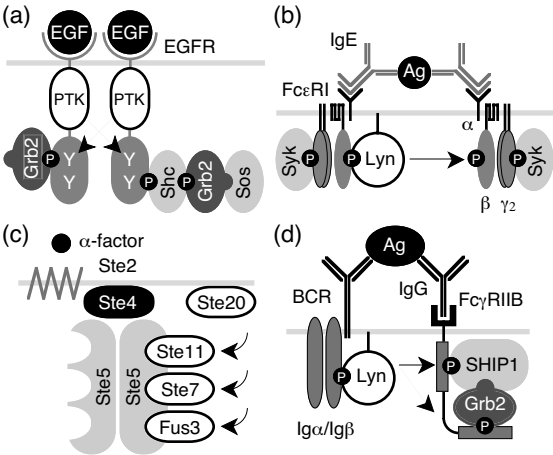 (a)
EGF EGF
EGFR
PTK PTK
Grb2 P Y Y
Y Y P Shc P Grb2 Sos
(b)
IgE
Ag
FcεRI
α
Syk P P Lyn P P Syk
β γ2
(c)
α-factor
Ste2
Ste4 Ste20
Ste5 Ste5
Ste11
Ste7
Fus3
(d)
Ag
BCR IgG
FcγRIIB
P Lyn P SHIP1
Grb2
P
Igα/Igβ